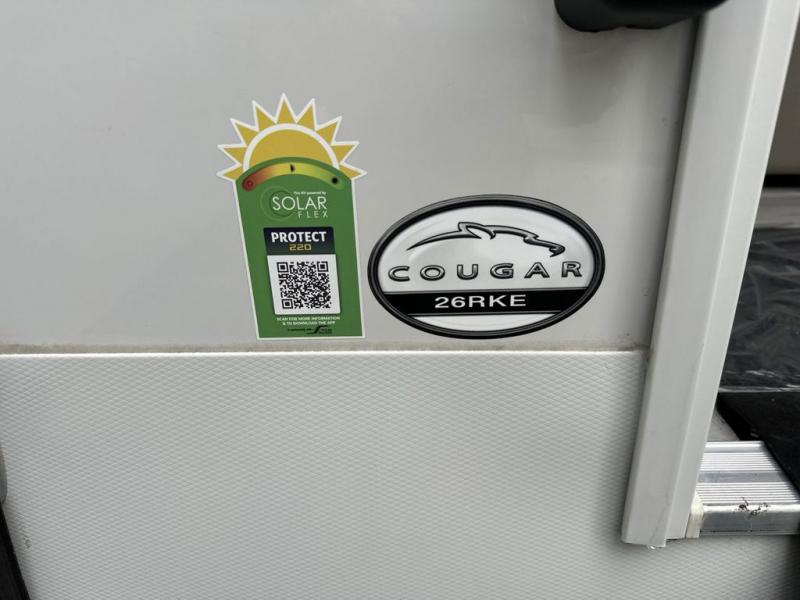 This RV powered by
SOLAR
FLEX
PROTECT
220
SCAN FOR MORE INFORMATION
& TO DOWNLOAD THE APP
COUGAR
26RKE